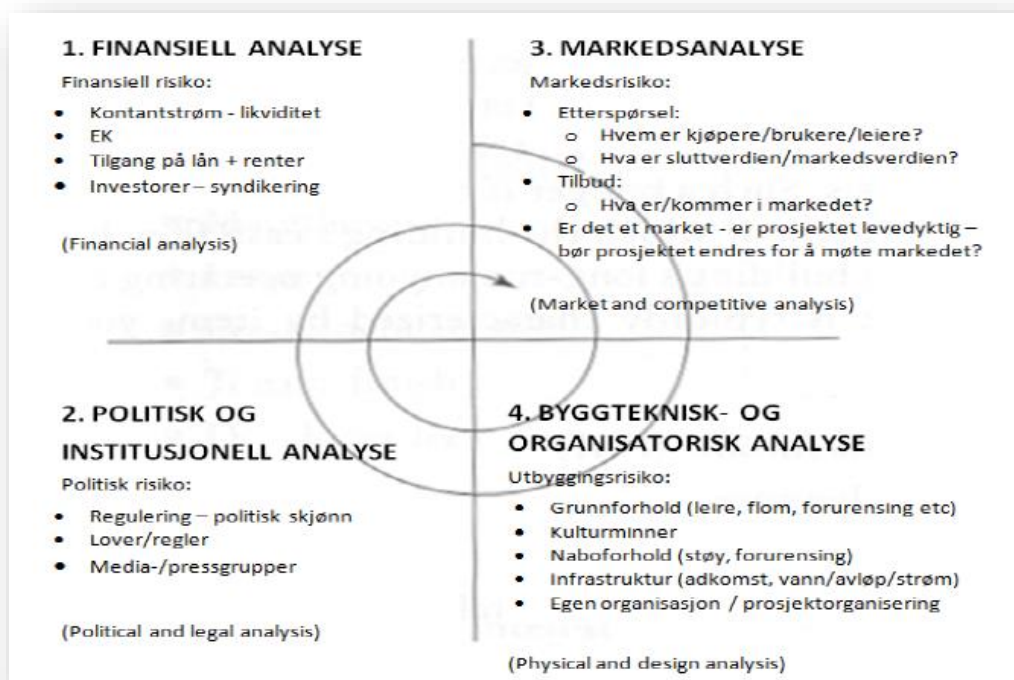 1. FINANSIELL ANALYSE
Finansiell risiko:
• Kontantstrøm - likviditet
• EK
• Tilgang på lån + renter
• Investorer – syndikering
(Financial analysis)
2. POLITISK OG
INSTITUSJONELL ANALYSE
Politisk risiko:
• Regulering – politisk skjønn
• Lover/regler
• Media-/pressgrupper
(Political and legal analysis)
3. MARKEDSANALYSE
Markedsrisiko:
• Etterspørsel:
o Hvem er kjøpere/brukere/leiere?
o Hva er sluttverdien/markedsverdien?
• Tilbud:
o Hva er/kommer i markedet?
• Er det et market - er prosjektet levedyktig –
bør prosjektet endres for å møte markedet?
(Market and competitive analysis)
4. BYGGTEKNISK- OG
ORGANISATORISK ANALYSE
Utbyggingsrisiko:
• Grunnforhold (leire, flom, forurensing etc)
• Kulturminner
• Naboforhold (støy, forurensing)
• Infrastruktur (adkomst, vann/avløp/strøm)
• Egen organisasjon / prosjektorganisering
(Physical and design analysis)